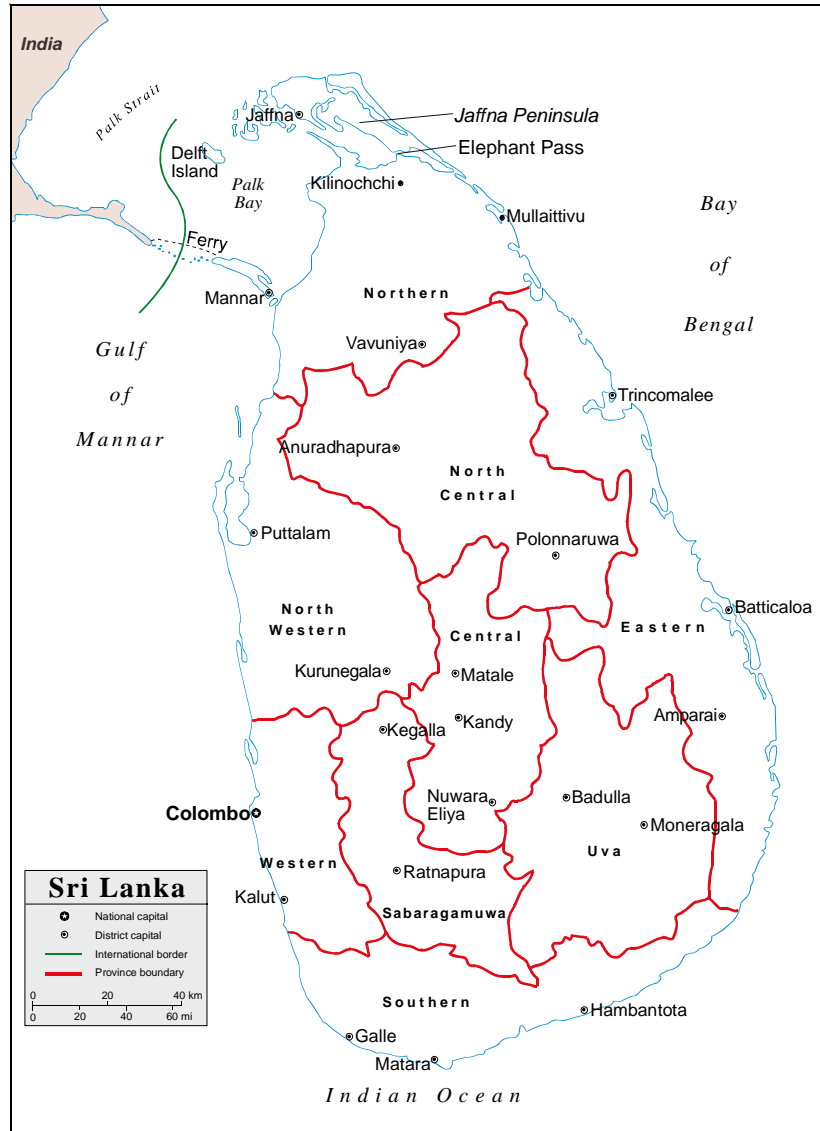 India
Palk Strait
Jaffna
Jaffna Peninsula
Elephant Pass
Delft
Island
Palk
Bay
Kilinochchi
Mullaittivu
Bay
of
Bengal
Ferry
Mannar
Northern
Vavuniya
Gulf
of
Mannar
Trincomalee
Anuradhapura
North
Central
Puttalam
Polonnaruwa
North
Western
Central
Eastern
Batticaloa
Kurunegala
Matale
Kegalla
Kandy
Amparai
Nuwara
Eliya
Badulla
Moneragala
Colombo
Uva
Western
Ratnapura
Kalut
Sabaragamuwa
Sri Lanka
National capital
District capital
International border
Province boundary
0 20 40 km
0 20 40 60 mi
Southern
Hambantota
Galle
Matara
Indian Ocean